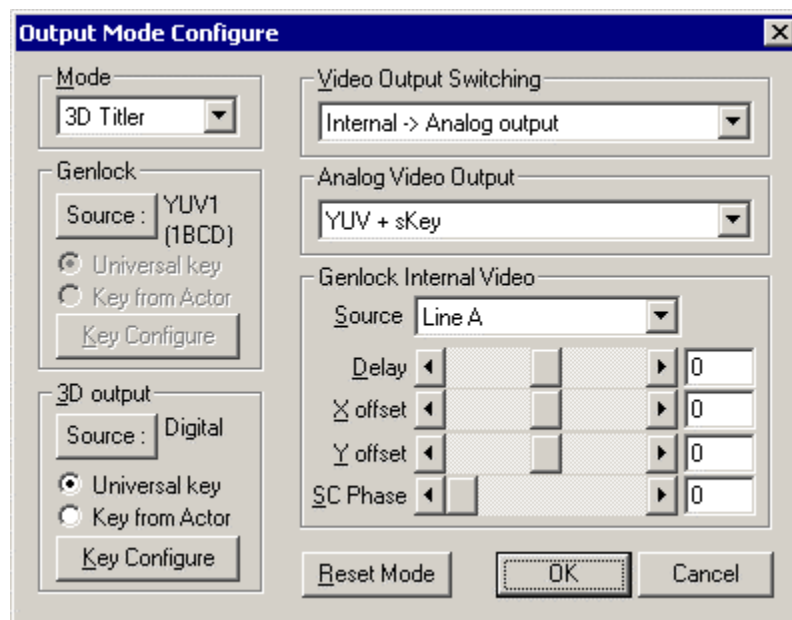 Output Mode Configure
Mode
3D Titler
Genlock
Source :
YUV1
(1BCD)
Universal key
Key from Actor
Key Configure
3D output
Source :
Digital
Universal key
Key from Actor
Key Configure
Video Output Switching
Internal -> Analog output
Analog Video Output
YUV + sKey
Genlock Internal Video
Source Line A
Delay 0
X offset 0
Y offset 0
SC Phase 0
Reset Mode
OK
Cancel